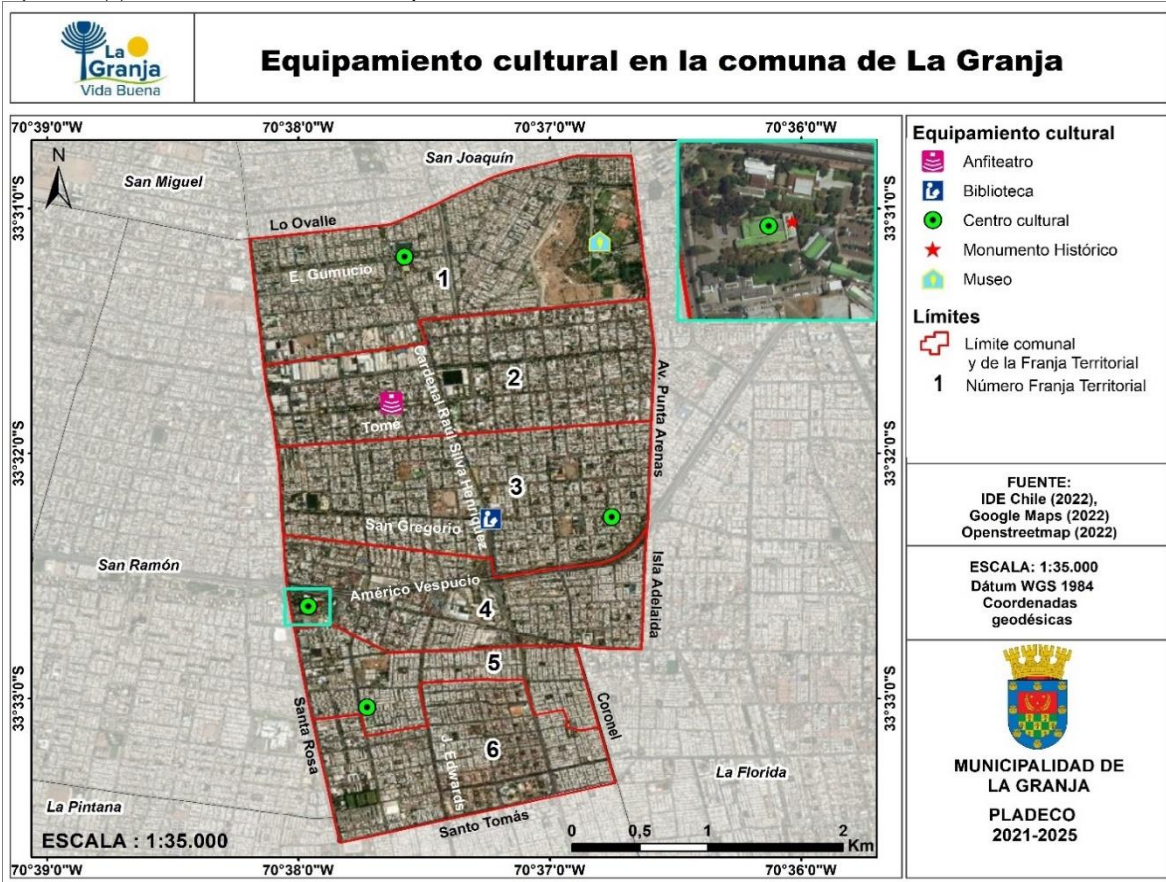 La
Granja
Vida Buena
Equipamiento cultural en la comuna de La Granja
70°39'0"W
70°38'0"W
70°37'0"W
70°36'0"W
N
San Miguel
San Joaquín
Lo Ovalle
E. Gumucio
1
33°31'0"S
33°31'0"S
Cardenal Raúl Silva Henríquez
2
Tomé
Av. Punta Arenas
33°32'0"S
33°32'0"S
3
San Gregorio
San Ramón
Américo Vespucio
4
Isla Adelaida
5
33°33'0"S
33°33'0"S
Santa Rosa
Coronel
6
J. Edwards
La Florida
La Pintana
Santo Tomás
ESCALA : 1:35.000
0 0,5 1 2
Km
70°39'0"W
70°38'0"W
70°37'0"W
70°36'0"W
Equipamiento cultural
Anfiteatro
Biblioteca
Centro cultural
Monumento Histórico
Museo
Límites
Límite comunal
y de la Franja Territorial
1 Número Franja Territorial
FUENTE:
IDE Chile (2022),
Google Maps (2022)
Openstreetmap (2022)
ESCALA: 1:35.000
Dátum WGS 1984
Coordenadas
geodésicas
MUNICIPALIDAD DE
LA GRANJA
PLADECO
2021-2025